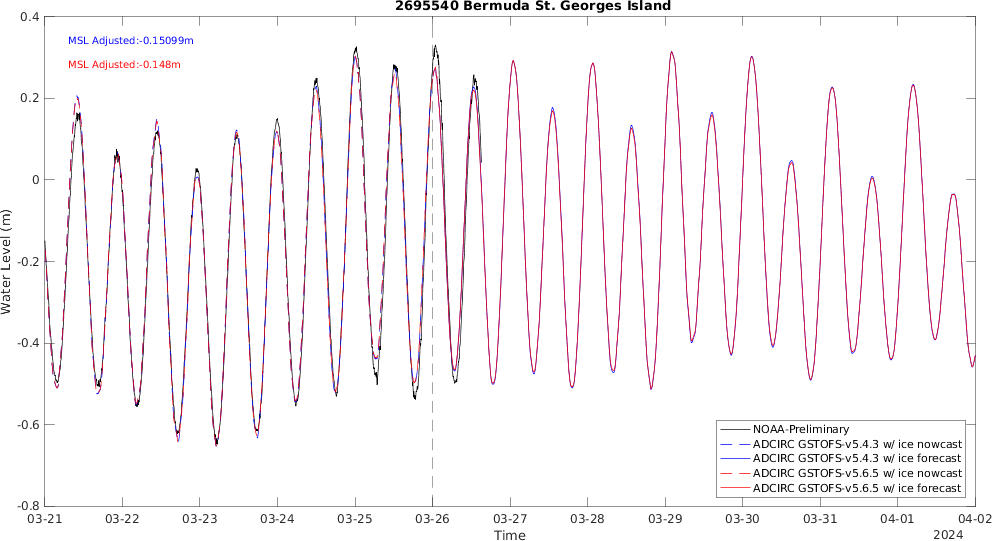 2695540 Bermuda St. Georges Island
MSL Adjusted:-0.15099m
MSL Adjusted:-0.148m
Water Level (m)
0.4
0.2
0
-0.2
-0.4
-0.6
-0.8
NOAA-Preliminary
ADCIRC GSTOFS-v5.4.3 w/ ice nowcast
ADCIRC GSTOFS-v5.4.3 w/ ice forecast
ADCIRC GSTOFS-v5.6.5 w/ ice nowcast
ADCIRC GSTOFS-v5.6.5 w/ ice forecast
03-21 03-22 03-23 03-24 03-25 03-26 03-27 03-28 03-29 03-30 03-31 04-01 04-02
Time
2024